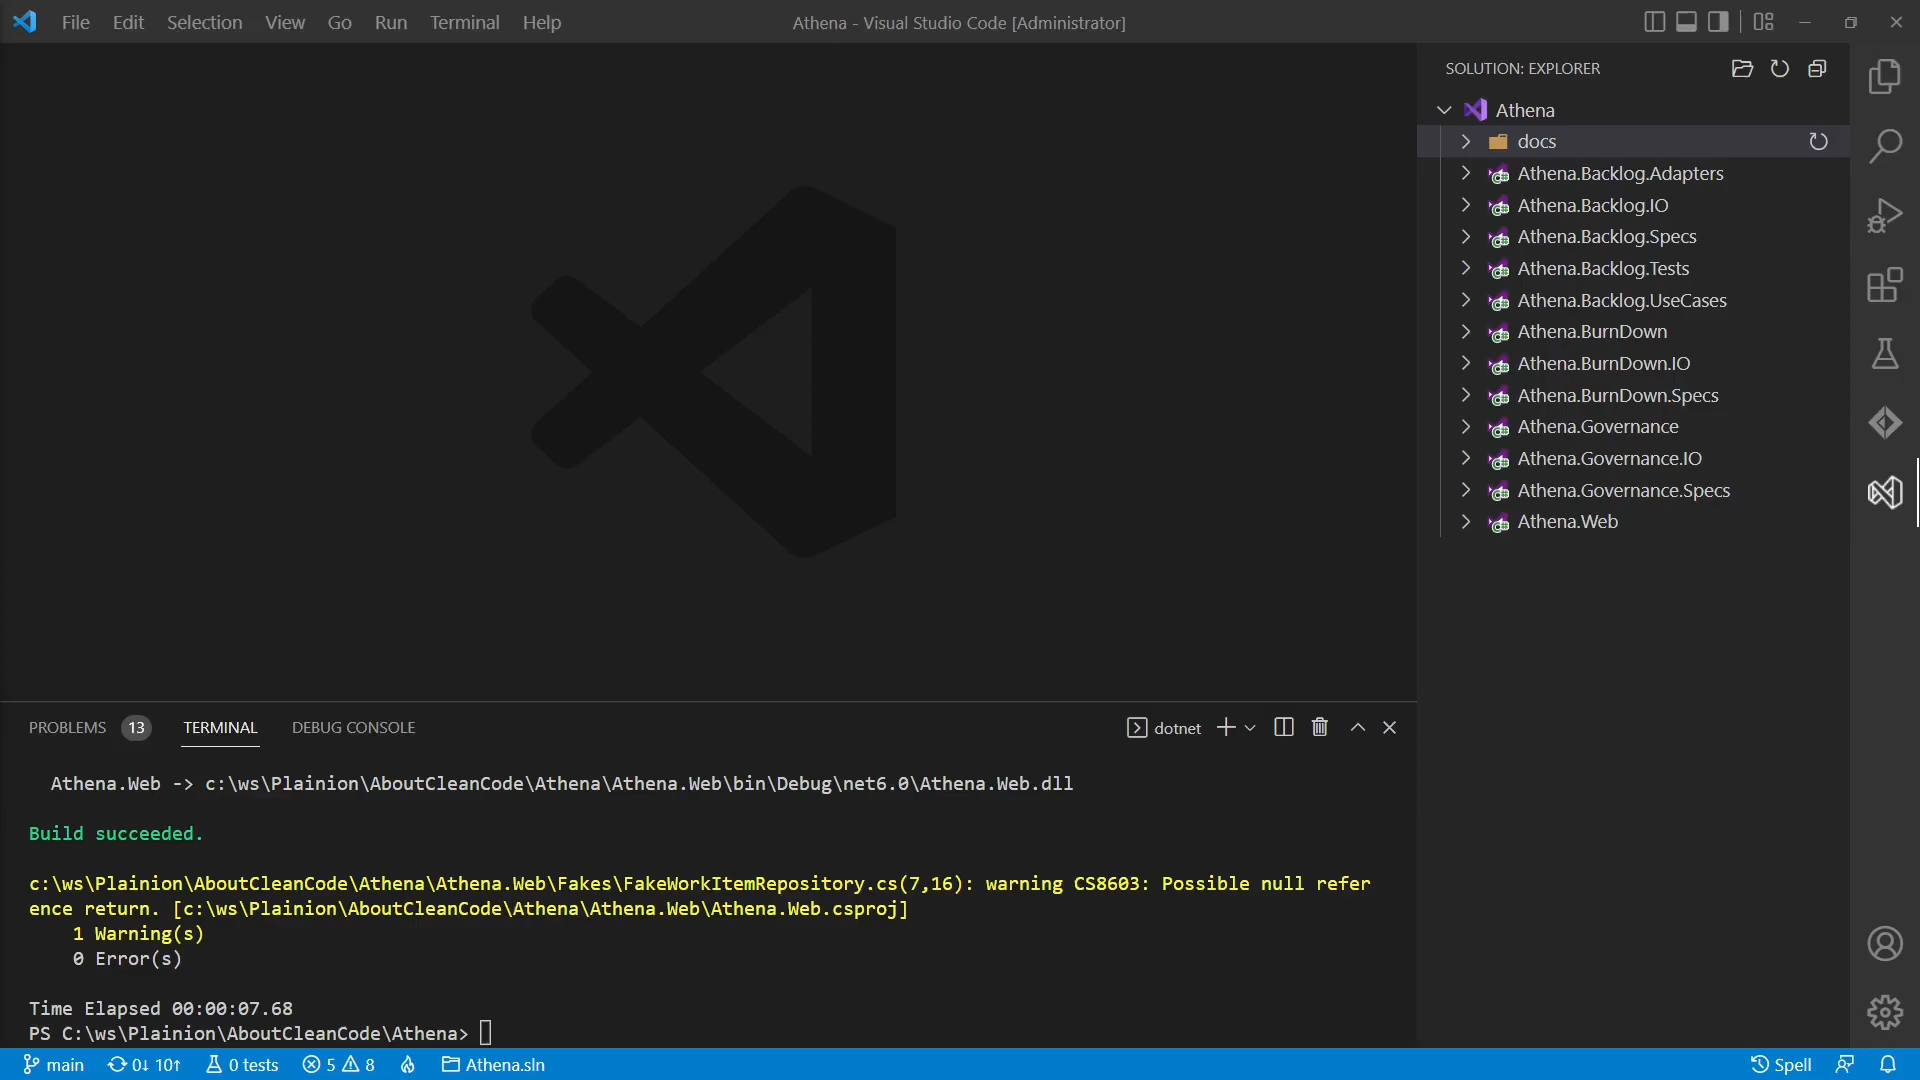 File Edit Selection View Go Run Terminal Help
Athena - Visual Studio Code [Administrator]
SOLUTION: EXPLORER
Athena
docs
Athena.Backlog.Adapters
Athena.Backlog.IO
Athena.Backlog.Specs
Athena.Backlog.Tests
Athena.Backlog.UseCases
Athena.BurnDown
Athena.BurnDown.IO
Athena.BurnDown.Specs
Athena.Governance
Athena.Governance.IO
Athena.Governance.Specs
Athena.Web
PROBLEMS 13 TERMINAL DEBUG CONSOLE
dotnet
Athena.Web -> c:\ws\Plainion\AboutCleanCode\Athena\Athena.Web\bin\Debug\net6.0\Athena.Web.dll
Build succeeded.
c:\ws\Plainion\AboutCleanCode\Athena\Athena.Web\Fakes\FakeWorkItemRepository.cs(7,16): warning CS8603: Possible null refer
ence return. [c:\ws\Plainion\AboutCleanCode\Athena\Athena.Web\Athena.Web.csproj]
1 Warning(s)
0 Error(s)
Time Elapsed 00:00:07.68
PS C:\ws\Plainion\AboutCleanCode\Athena>
main 0↓ 10↑ 0 tests 5 8 Athena.sln
Spell